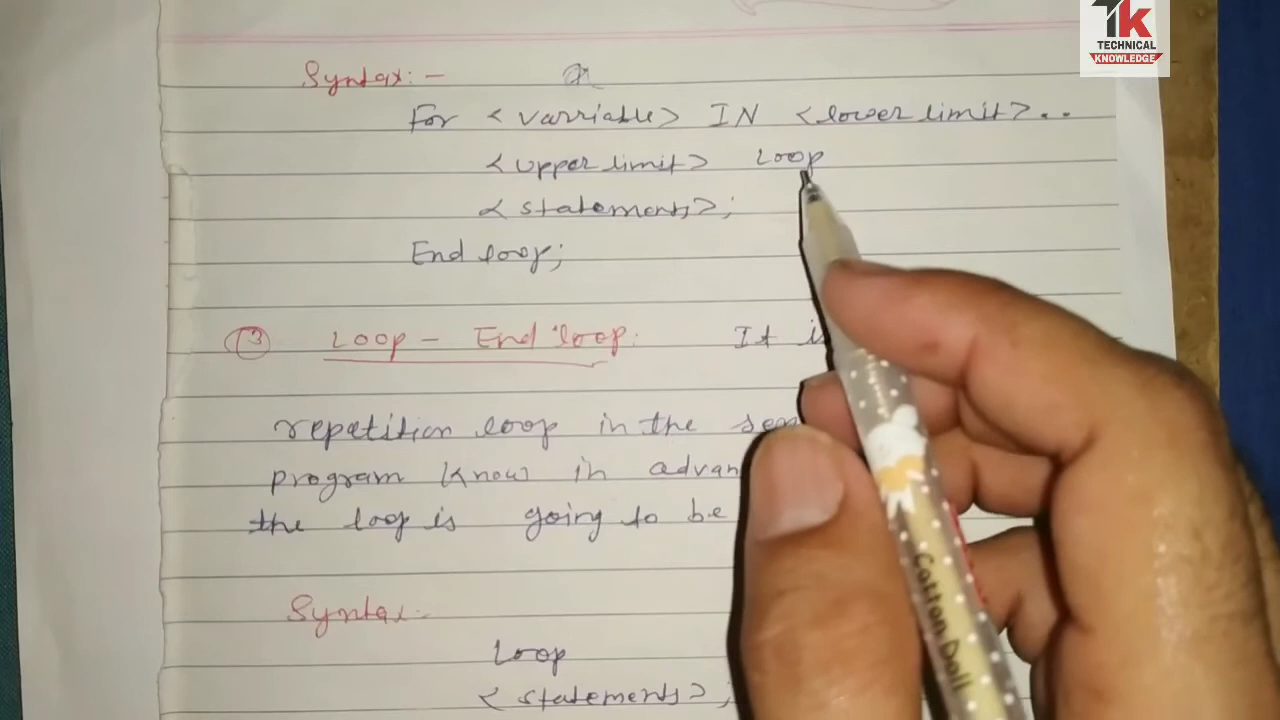 TK
TECHNICAL
KNOWLEDGE
Syntax:-
For <varriable> IN <lower limit>..
<upper limit> Loop
<statements>;
End loop;
3 Loop - End loop: It is
repetition loop in the
program know in advan
the loop is going to be
Syntax:-
Loop
<statements>;
Cotton Doll